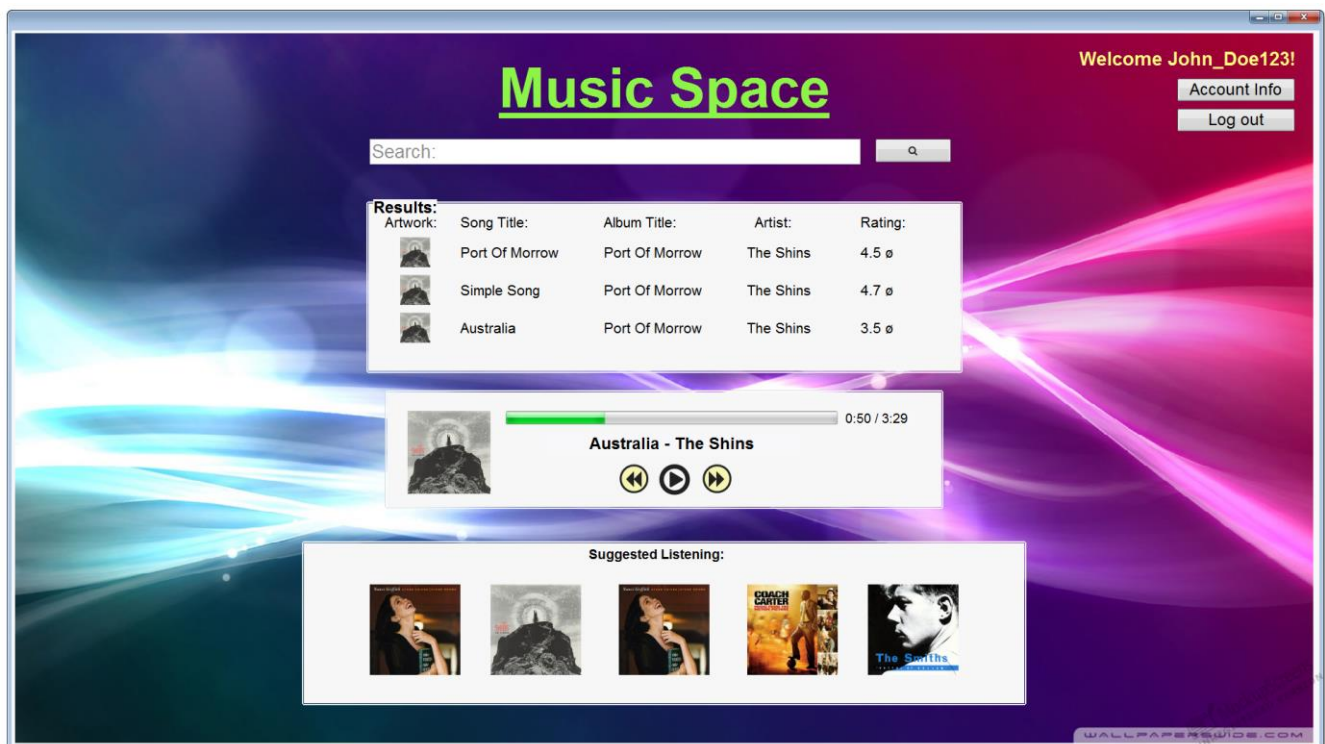 Welcome John_Doe123!
Music Space
Account Info
Log out
Search:
Results:
Artwork: Song Title: Album Title: Artist: Rating:
Port Of Morrow Port Of Morrow The Shins 4.5 ø
Simple Song Port Of Morrow The Shins 4.7 ø
Australia Port Of Morrow The Shins 3.5 ø
0:50 / 3:29
Australia - The Shins
Suggested Listening:
COACH
CARTER
The Smiths
WALLPAPERSWIDE.COM